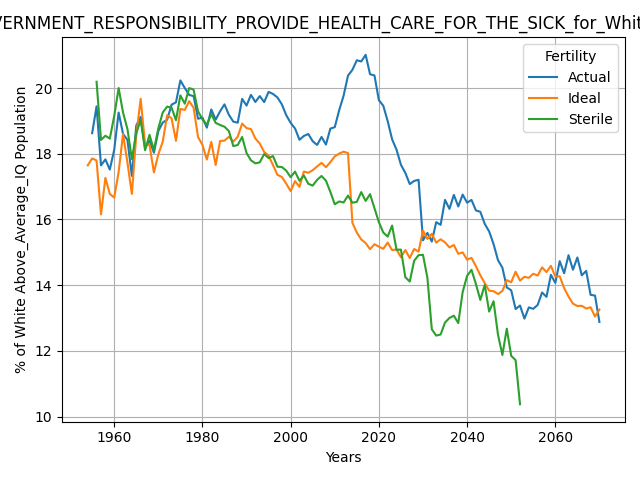 VERNMENT_RESPONSIBILITY_PROVIDE_HEALTH_CARE_FOR_THE_SICK_for_Whit
Fertility
Actual
Ideal
Sterile
% of White Above_Average_IQ Population
20
18
16
14
12
10
1960
1980
2000
2020
2040
2060
Years